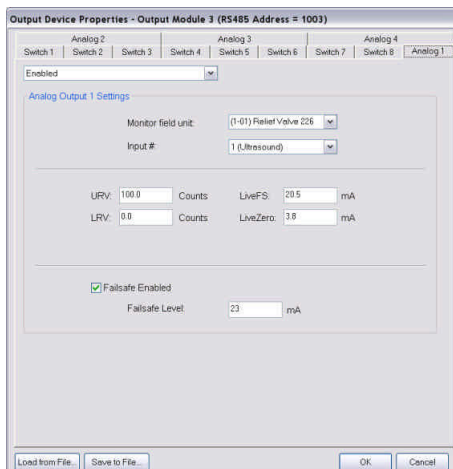 Output Device Properties - Output Module 3 (RS485 Address = 1003)
Analog 2 Analog 3 Analog 4
Switch 1 Switch 2 Switch 3 Switch 4 Switch 5 Switch 6 Switch 7 Switch 8 Analog 1
Enabled
Analog Output 1 Settings
Monitor field unit: (1-01) Relief Valve 226
Input #: 1 (Ultrasound)
URV: 100.0 Counts LiveFS: 20.5 mA
LRV: 0.0 Counts LiveZero: 3.8 mA
Failsafe Enabled
Failsafe Level: 23 mA
Load from File... Save to File... OK Cancel